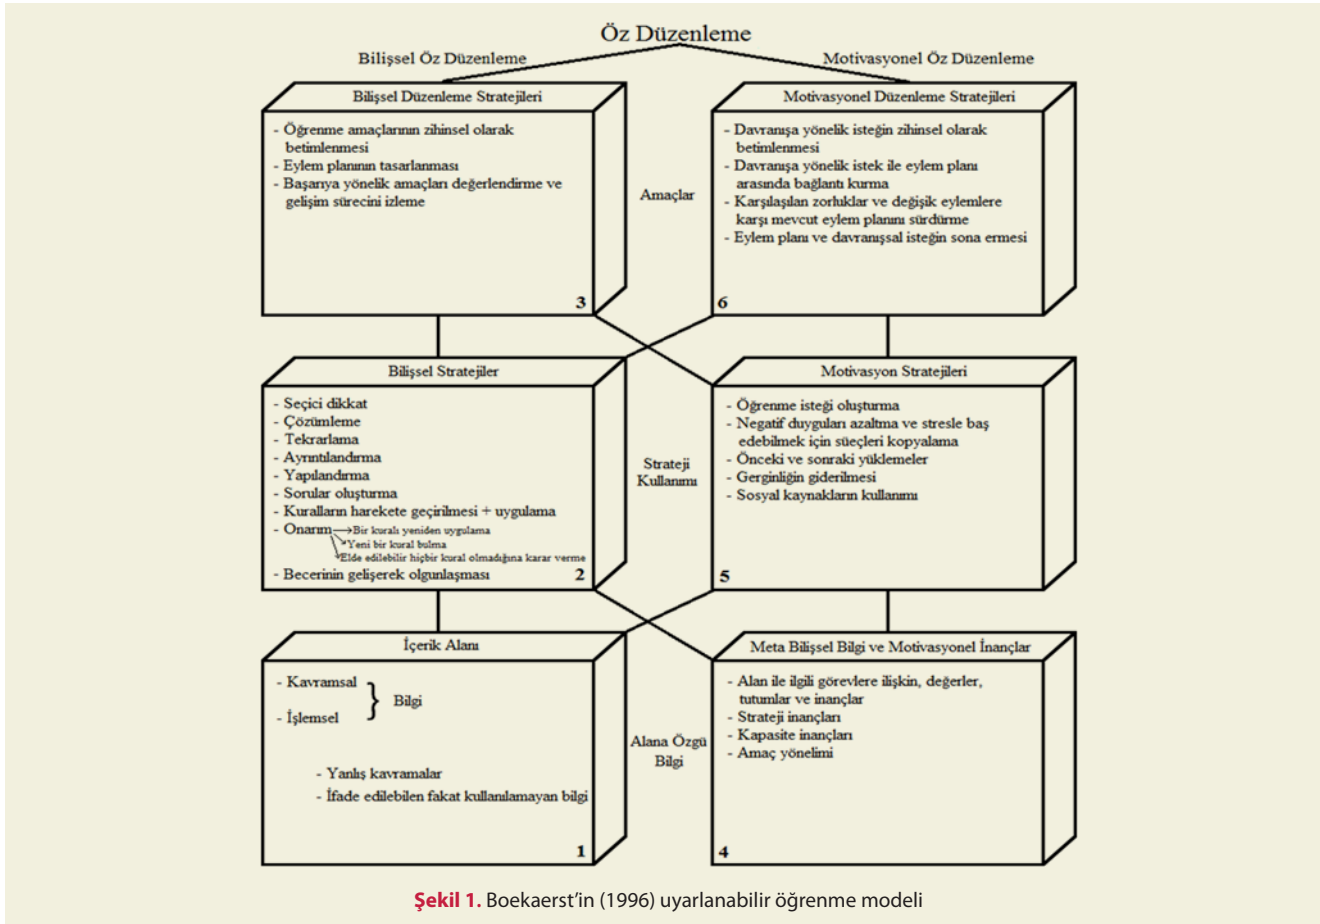 Öz Düzenleme
Bilişsel Öz Düzenleme
Motivasyonel Öz Düzenleme
Bilişsel Düzenleme Stratejileri
- Öğrenme amaçlarının zihinsel olarak
betimlenmesi
- Eylem planının tasarlanması
- Başarıya yönelik amaçları değerlendirme ve
gelişim sürecini izleme
3
Amaçlar
Motivasyonel Düzenleme Stratejileri
- Davranışa yönelik isteğin zihinsel olarak
betimlenmesi
- Davranışa yönelik istek ile eylem planı
arasında bağlantı kurma
- Karşılaşılan zorluklar ve değişik eylemlere
karşı mevcut eylem planını sürdürme
- Eylem planı ve davranışsal isteğin sona ermesi
6
Bilişsel Stratejiler
- Seçici dikkat
- Çözümleme
- Tekrarlama
- Ayrıntılandırma
- Yapılandırma
- Sorular oluşturma
- Kuralların harekete geçirilmesi + uygulama
- Onarım
Bir kuralı yeniden uygulama
Yeni bir kural bulma
Elde edilebilir hiçbir kural olmadığına karar verme
- Becerinin gelişerek olgunlaşması
2
Strateji
Kullanımı
Motivasyon Stratejileri
- Öğrenme isteği oluşturma
- Negatif duyguları azaltma ve stresle baş
edebilmek için süeçleri kopyalama
- Önceki ve sonraki yüklemeler
- Gerginliğin giderilmesi
- Sosyal kaynakların kullanımı
5
İçerik Alanı
- Kavramsal
- İşlemsel
Bilgi
- Yanlış kavramalar
- İfade edilebilen fakat kullanılamayan bilgi
1
Alana Özgü
Bilgi
Meta Bilişsel Bilgi ve Motivasyonel İnançlar
- Alan ile ilgili görevlere ilişkin, değerler,
tutumlar ve inançlar
- Strateji inançları
- Kapasite inançları
- Amaç yönelimi
4
Şekil 1. Boekaerst'in (1996) uyarlanabilir öğrenme modeli